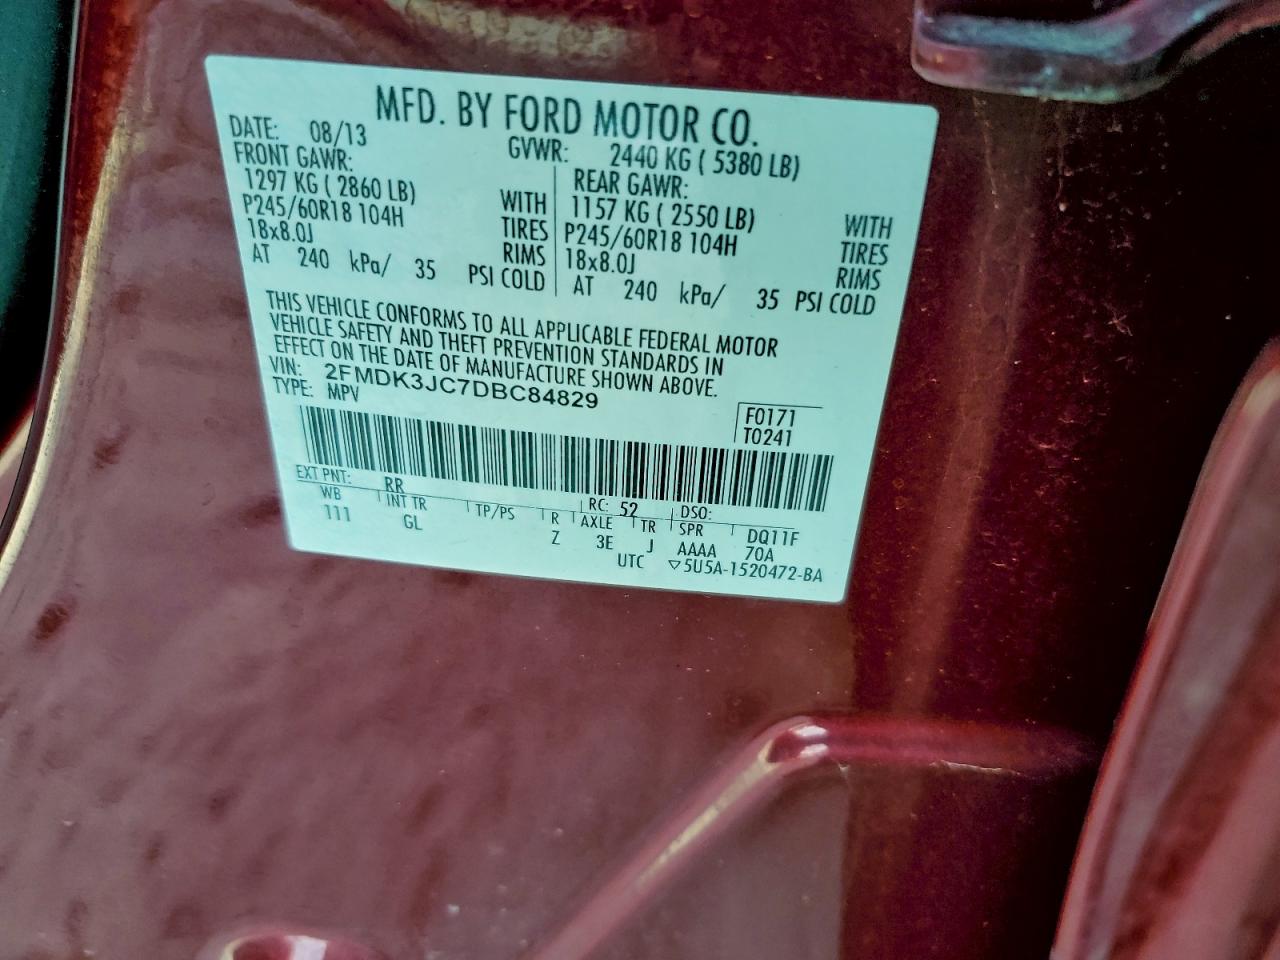 MFD. BY FORD MOTOR CO.
DATE: 08/13 GVWR: 2440 KG ( 5380 LB)
FRONT GAWR: REAR GAWR:
1297 KG ( 2860 LB) WITH 1157 KG ( 2550 LB) WITH
P245/60R18 104H TIRES P245/60R18 104H TIRES
18x8.0J RIMS 18x8.0J RIMS
AT 240 kPa/ 35 PSI COLD AT 240 kPa/ 35 PSI COLD
THIS VEHICLE CONFORMS TO ALL APPLICABLE FEDERAL MOTOR
VEHICLE SAFETY AND THEFT PREVENTION STANDARDS IN
EFFECT ON THE DATE OF MANUFACTURE SHOWN ABOVE.
VIN: 2FMDK3JC7DBC84829
TYPE: MPV
F0171
T0241
EXT PNT: RR RC: 52 DSO:
WB INT TR TP/PS R AXLE TR SPR DQ11F
111 GL Z 3E J AAAA 70A
UTC ▽5U5A-1520472-BA